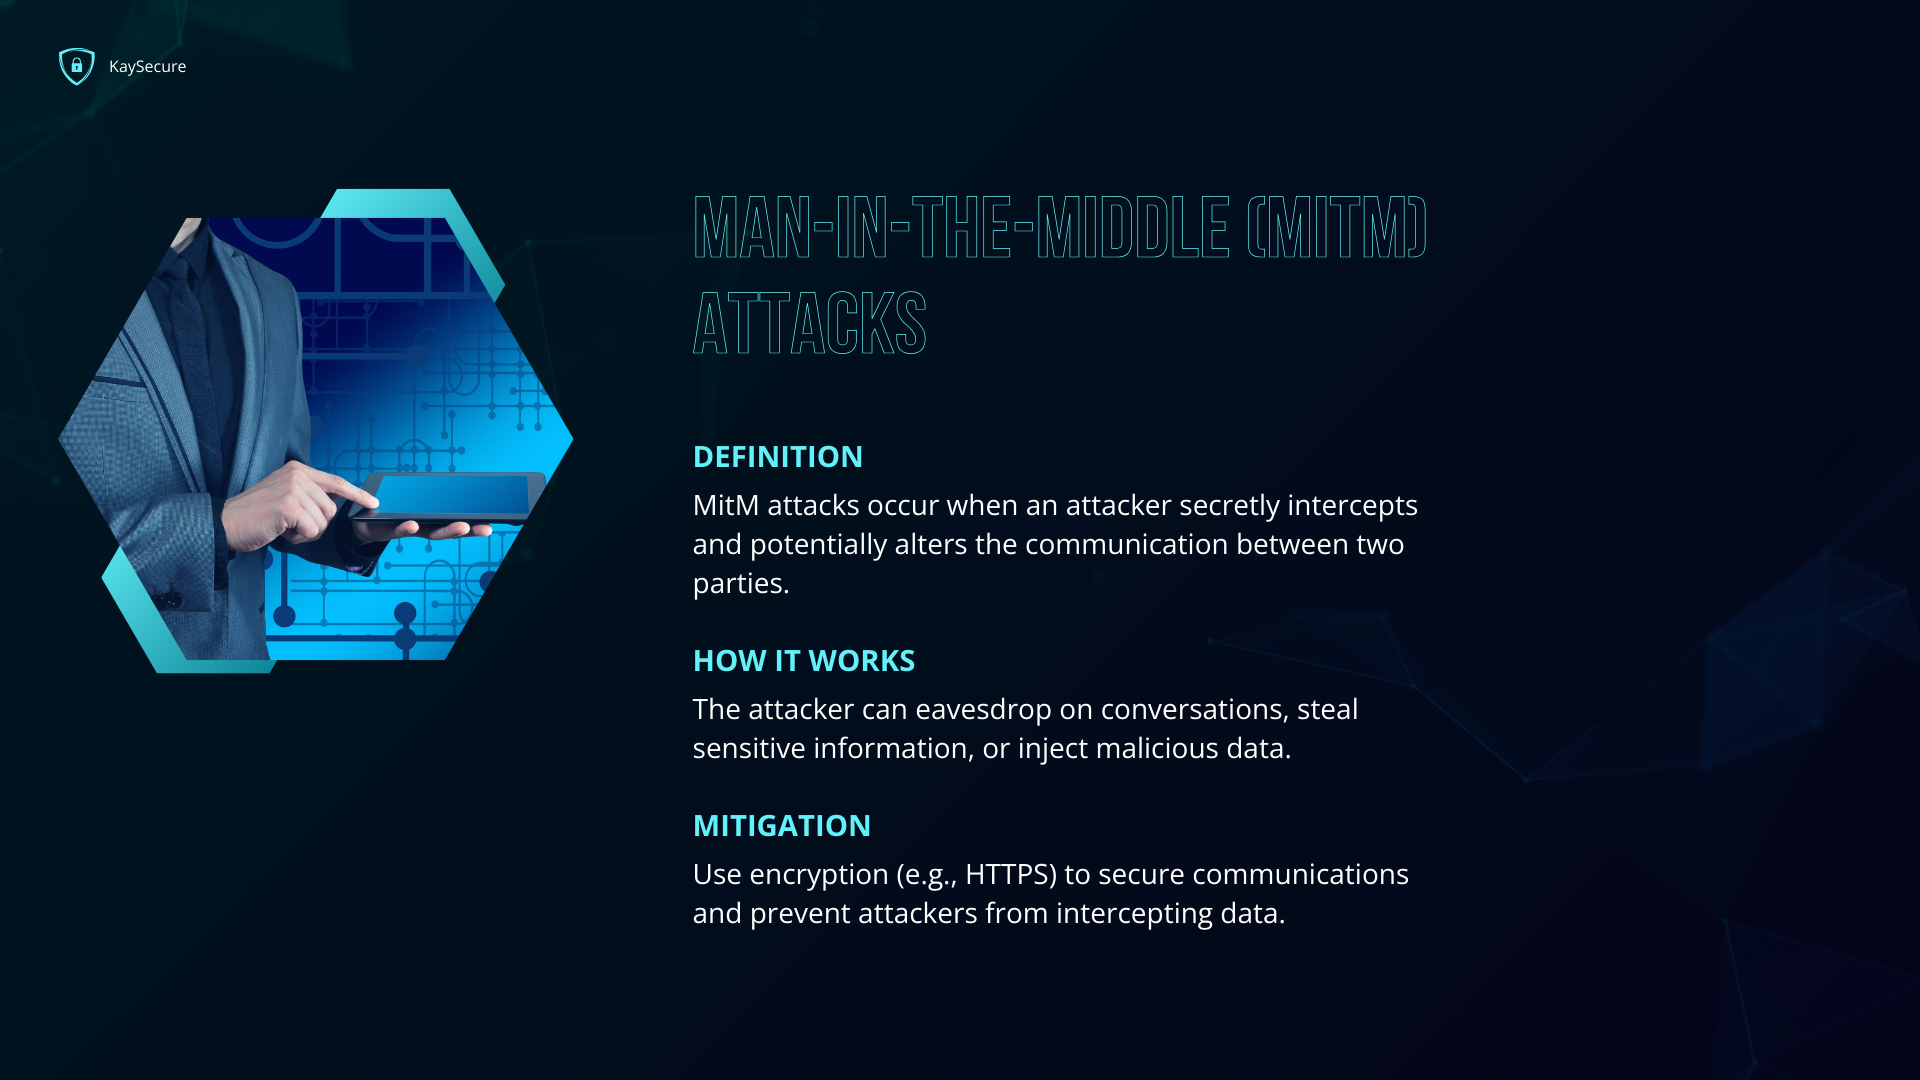 KaySecure
MAN-IN-THE-MIDDLE (MITM)
ATTACKS
DEFINITION
MitM attacks occur when an attacker secretly intercepts
and potentially alters the communication between two
parties.
HOW IT WORKS
The attacker can eavesdrop on conversations, steal
sensitive information, or inject malicious data.
MITIGATION
Use encryption (e.g., HTTPS) to secure communications
and prevent attackers from intercepting data.